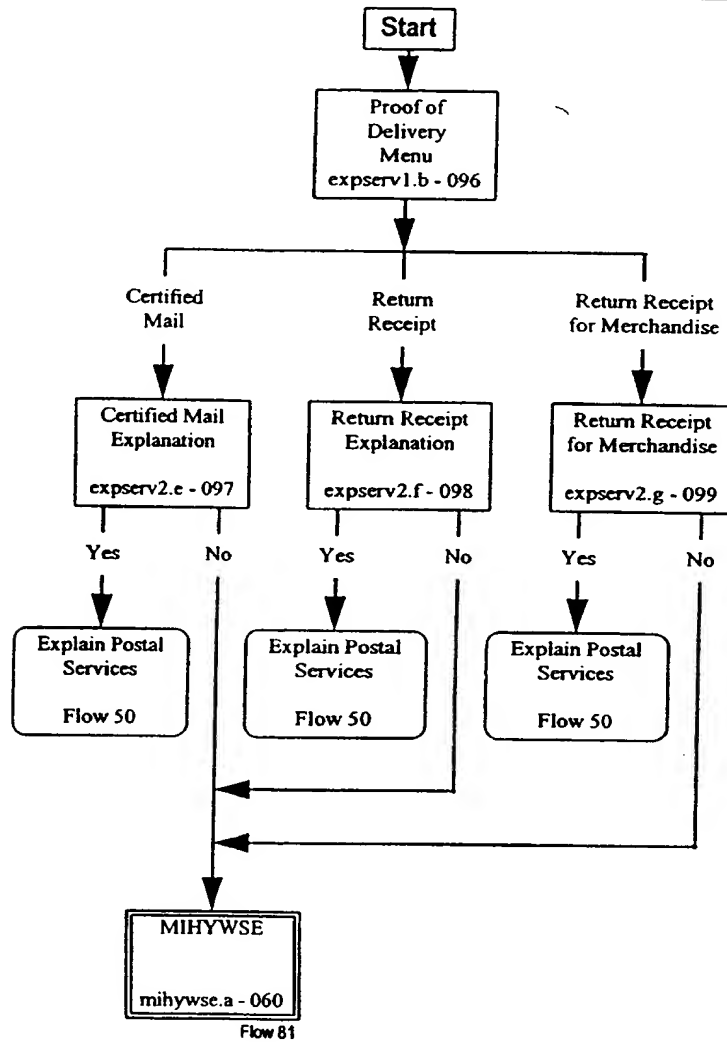 Start
Proof of
Delivery
Menu
expserv1.b - 096
Certified
Mail
Return
Receipt
Return Receipt
for Merchandise
Certified Mail
Explanation
expserv2.e - 097
Return Receipt
Explanation
expserv2.f - 098
Return Receipt
for Merchandise
expserv2.g - 099
Yes
No
Yes
No
Yes
No
Explain Postal
Services
Flow 50
Explain Postal
Services
Flow 50
Explain Postal
Services
Flow 50
MIHYWSE
mihywse.a - 060
Flow 81